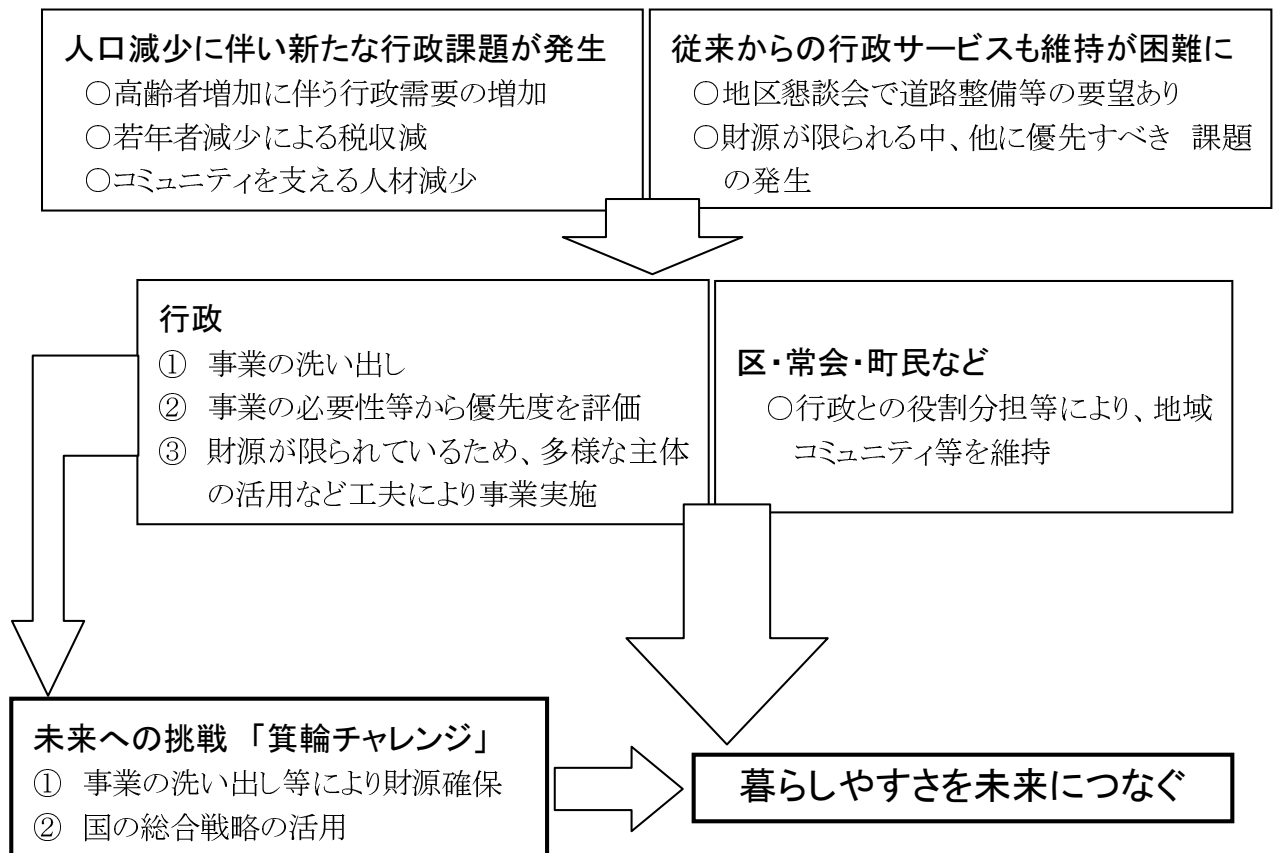 人口減少に伴い新たな行政課題が発生
○高齢者増加に伴う行政需要の増加
○若年者減少による税収減
○コミュニティを支える人材減少
従来からの行政サービスも維持が困難に
○地区懇談会で道路整備等の要望あり
○財源が限られる中、他に優先すべき 課題
の発生
行政
① 事業の洗い出し
② 事業の必要性等から優先度を評価
③ 財源が限られているため、多様な主体
の活用など工夫により事業実施
区・常会・町民など
○行政との役割分担等により、地域
コミュニティ等を維持
未来への挑戦 「箕輪チャレンジ」
① 事業の洗い出し等により財源確保
② 国の総合戦略の活用
暮らしやすさを未来につなぐ